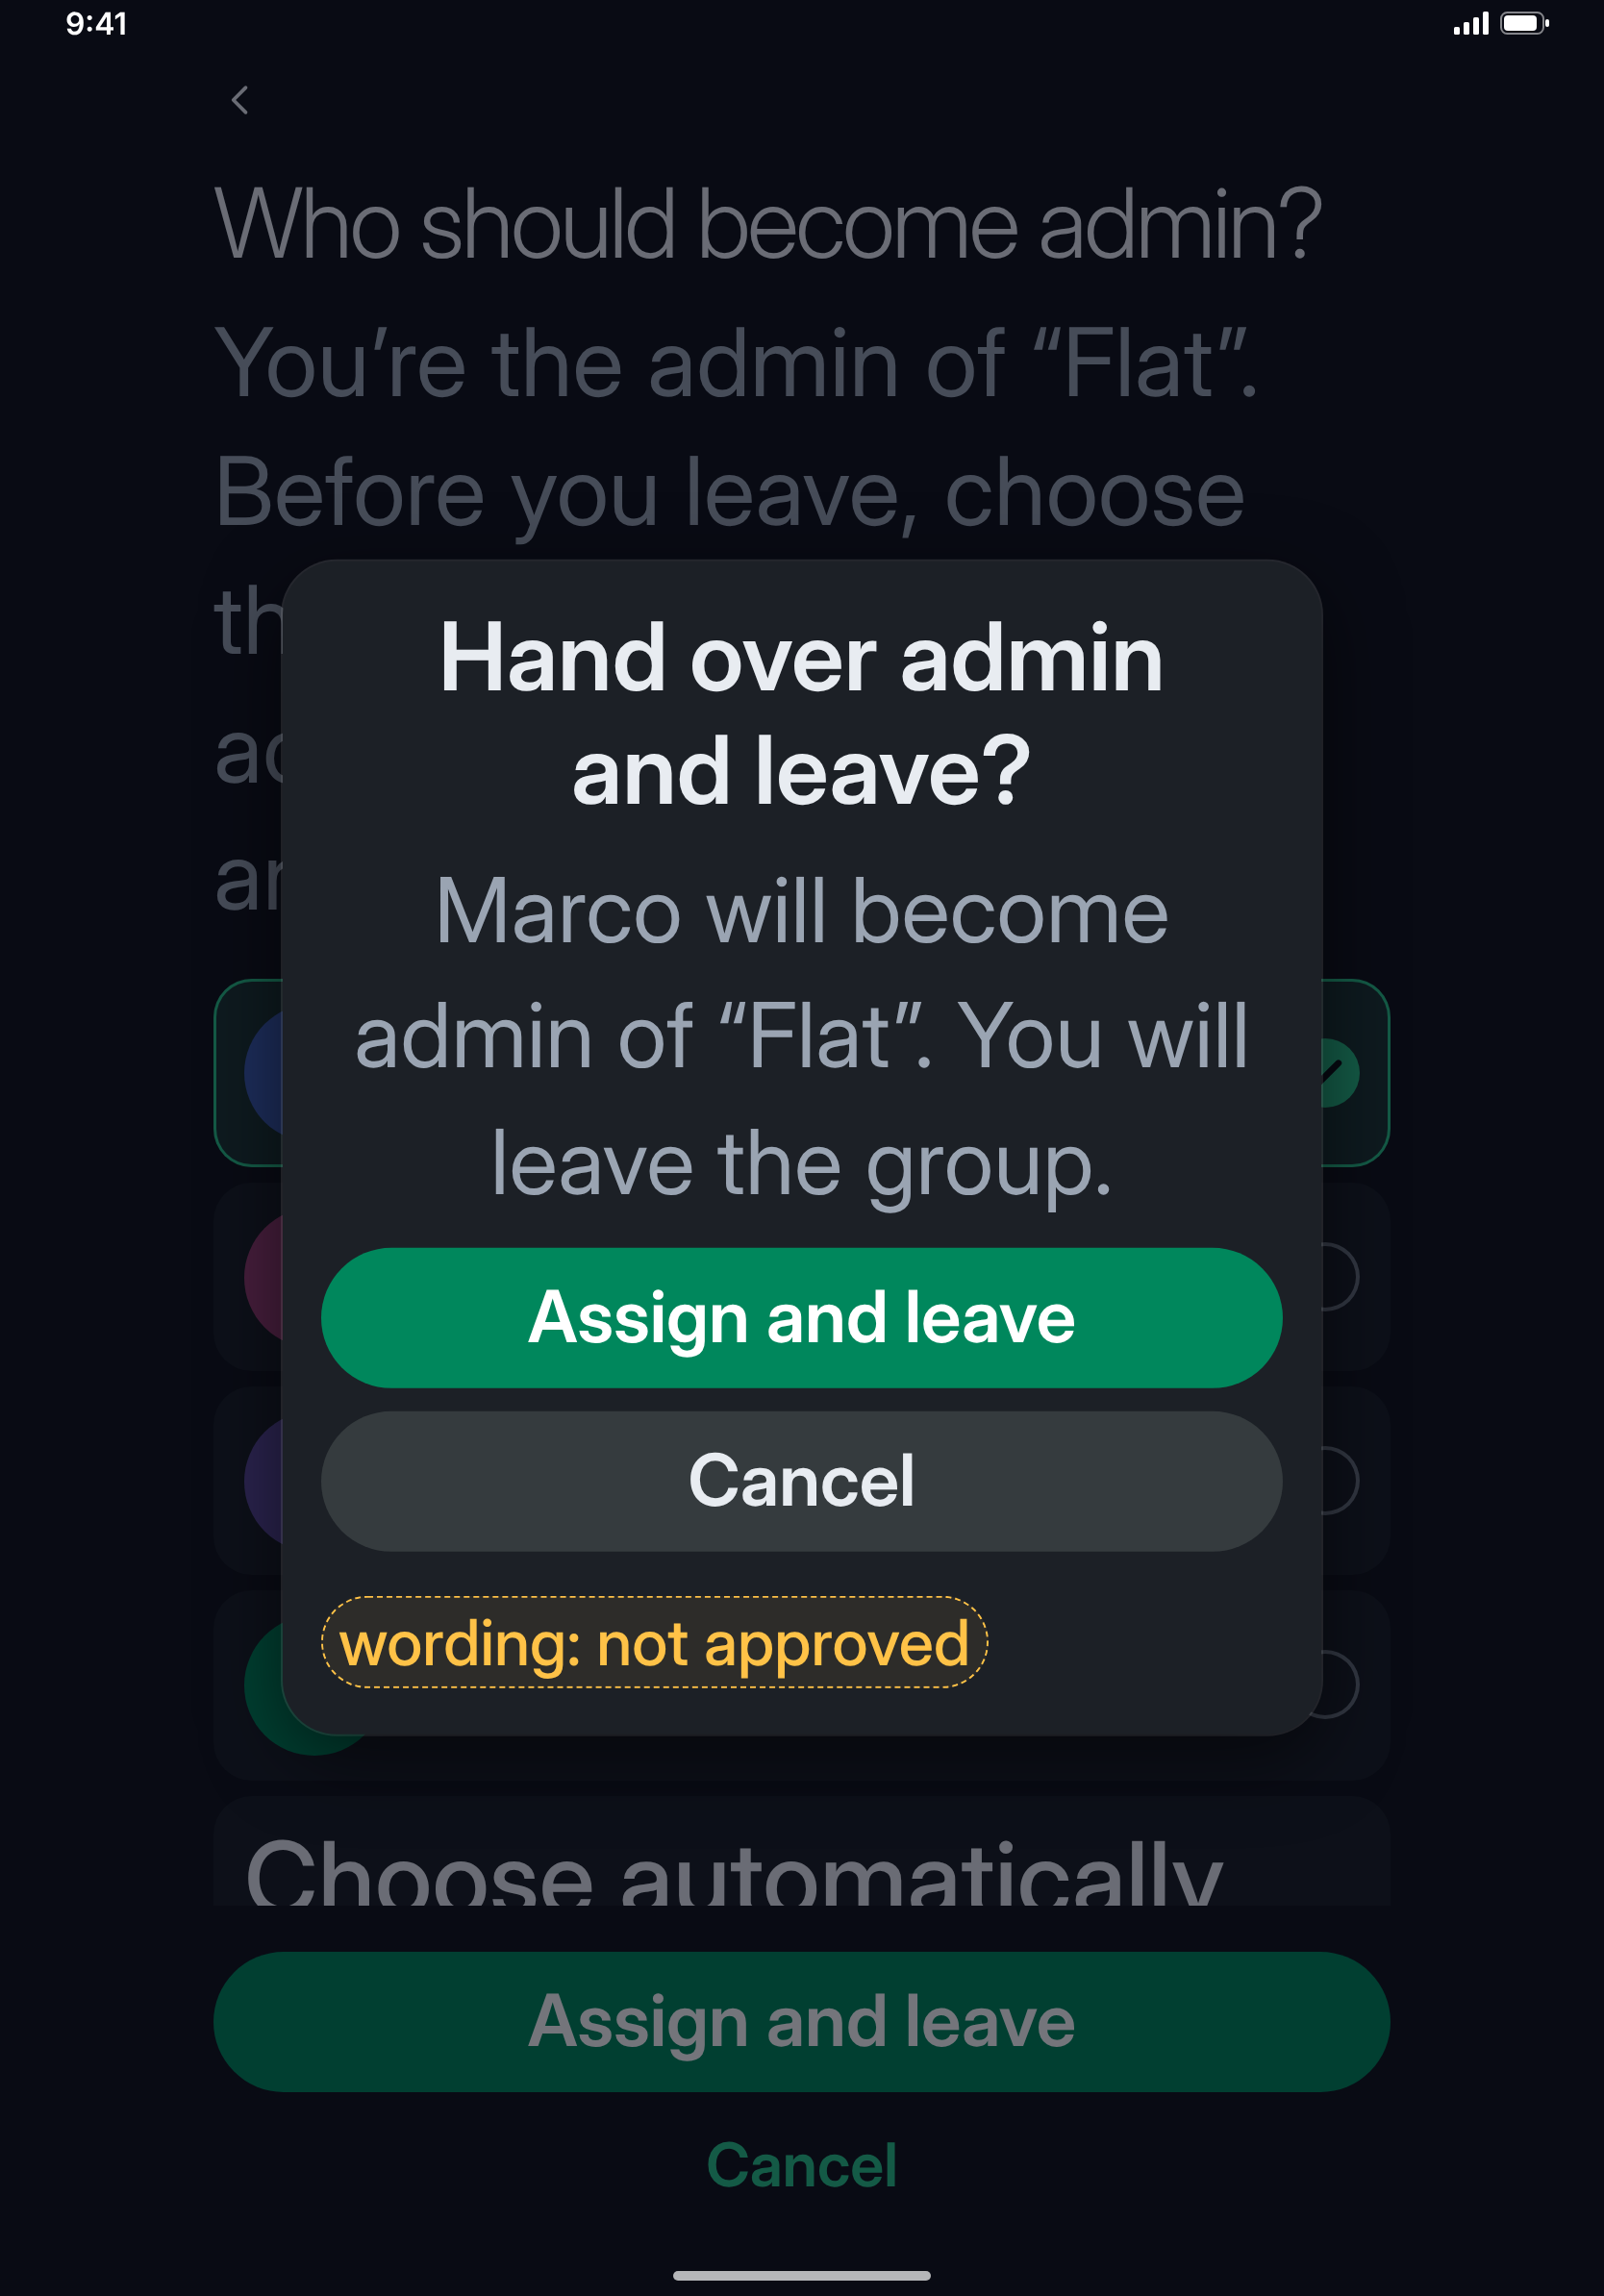 9:41
Who should become admin?
You’re the admin of “Flat”.
Before you leave, choose
Hand over admin
and leave?
Marco will become
admin of “Flat”. You will
leave the group.
Assign and leave
Cancel
wording: not approved
Choose automatically
Assign and leave
Cancel